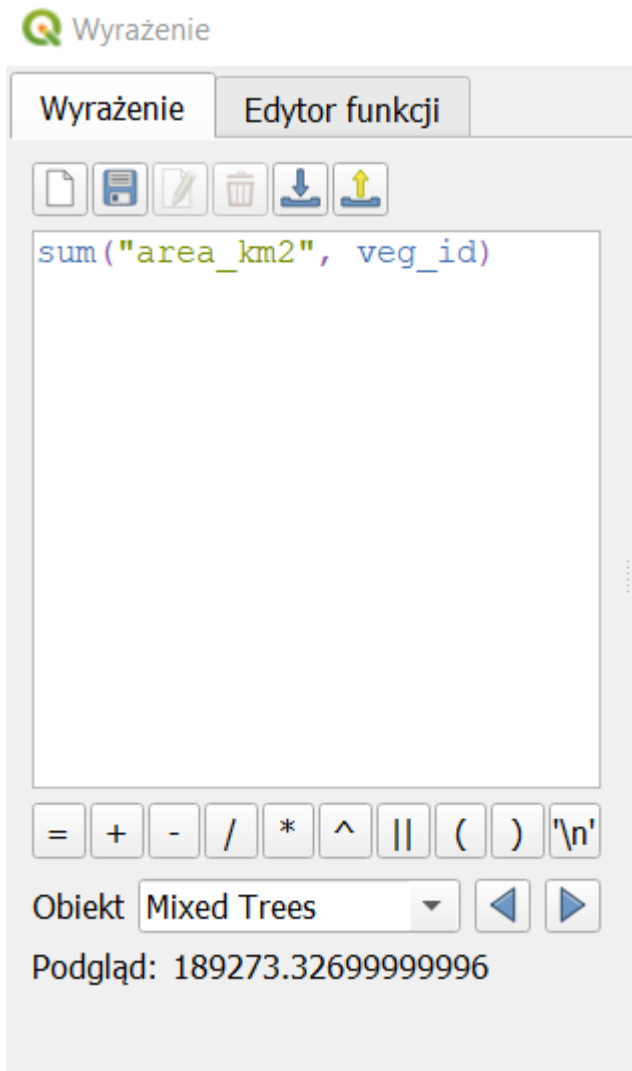 Wyrażenie
Wyrażenie Edytor funkcji
sum("area_km2", veg_id)
= + - / * ^ || ( ) '\n'
Obiekt Mixed Trees
Podgląd: 189273.32699999996